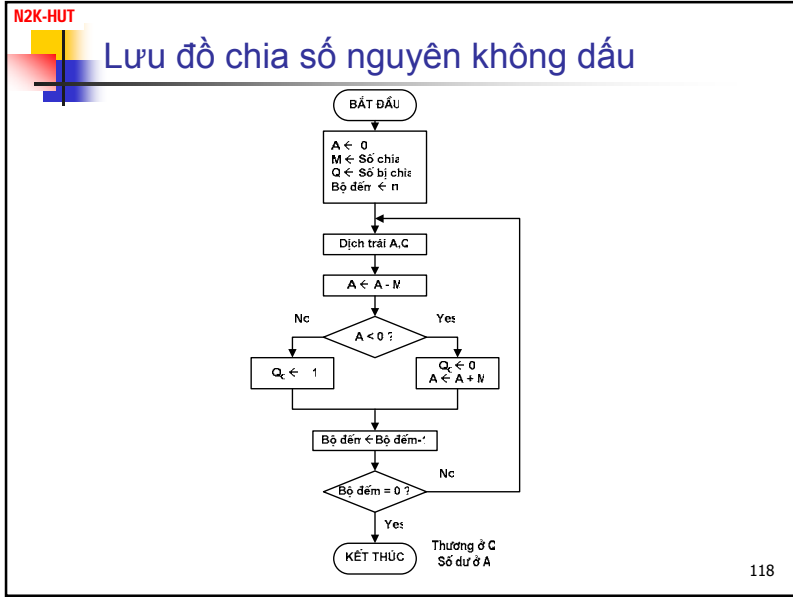 N2K-HUT
Lưu đồ chia số nguyên không dấu
BẮT ĐẦU
A ← 0
M ← Số chia
Q ← Số bị chia
Bộ đếm ← n
Dịch trái A,Q
A ← A - M
No
Yes
A < 0 ?
Q₀ ← 1
Q₀ ← 0
A ← A + M
Bộ đếm ← Bộ đếm-1
No
Bộ đếm = 0 ?
Yes
KẾT THÚC
Thương ở Q
Số dư ở A
118